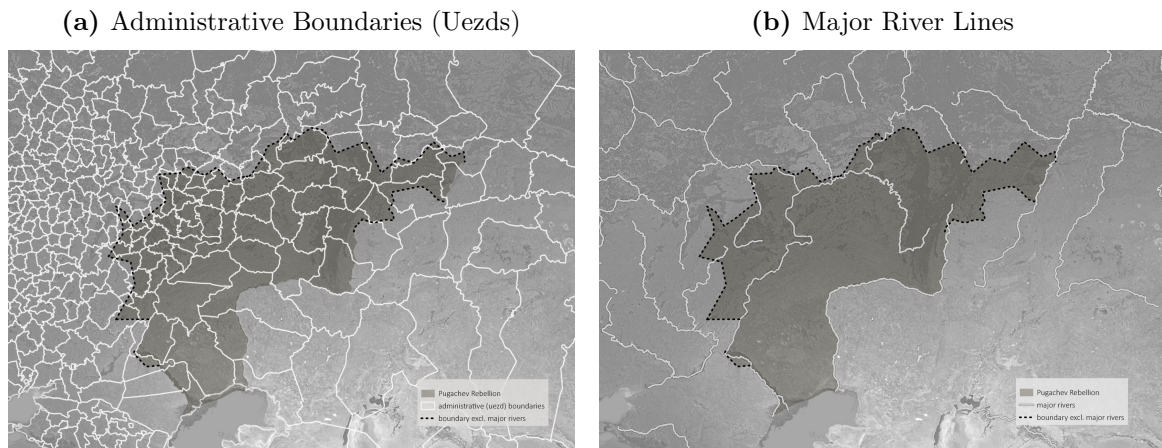 (a) Administrative Boundaries (Uezds)
(b) Major River Lines
Pugachev Rebellion
administrative (uezd) boundaries
boundary excl. major rivers
Pugachev Rebellion
major rivers
boundary excl. major rivers